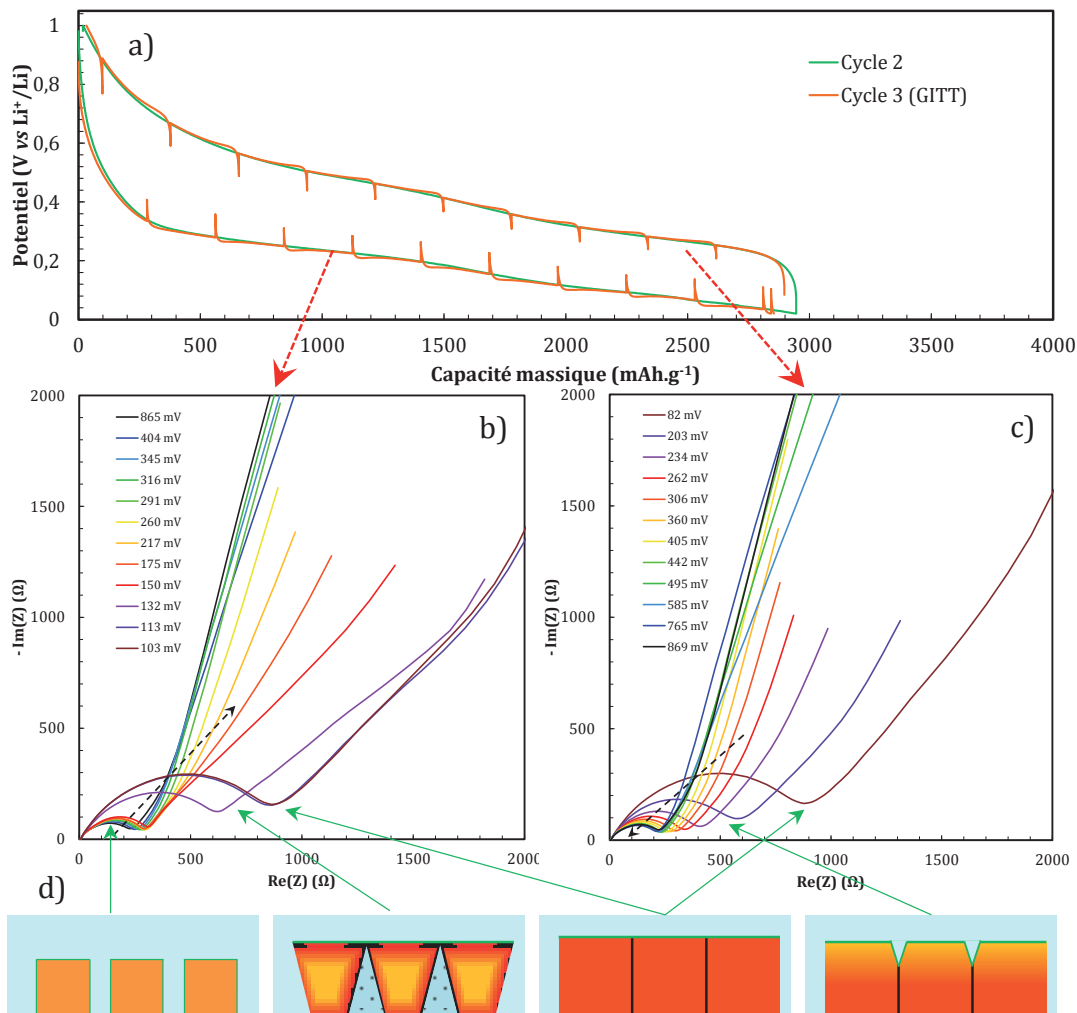 a)
Cycle 2
Cycle 3 (GITT)
Potentiel (V vs Li⁺/Li)
1
0,8
0,6
0,4
0,2
0
0 500 1000 1500 2000 2500 3000 3500 4000
Capacité massique (mAh.g⁻¹)
b)
865 mV
404 mV
345 mV
316 mV
291 mV
260 mV
217 mV
175 mV
150 mV
132 mV
113 mV
103 mV
- Im(Z) (Ω)
2000
1500
1000
500
0
0 500 1000 1500 2000
Re(Z) (Ω)
c)
82 mV
203 mV
234 mV
262 mV
306 mV
360 mV
405 mV
442 mV
495 mV
585 mV
765 mV
869 mV
- Im(Z) (Ω)
2000
1500
1000
500
0
0 500 1000 1500 2000
Re(Z) (Ω)
d)